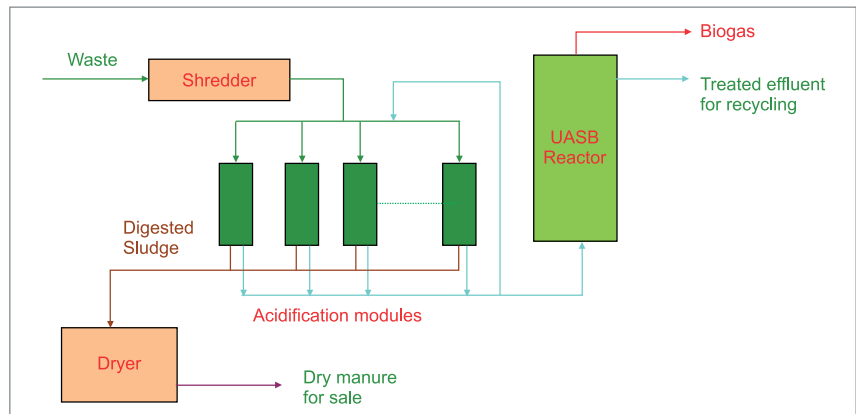 Biogas
Waste
Shredder
Treated effluent
for recycling
UASB
Reactor
Digested
Sludge
Acidification modules
Dryer
Dry manure
for sale